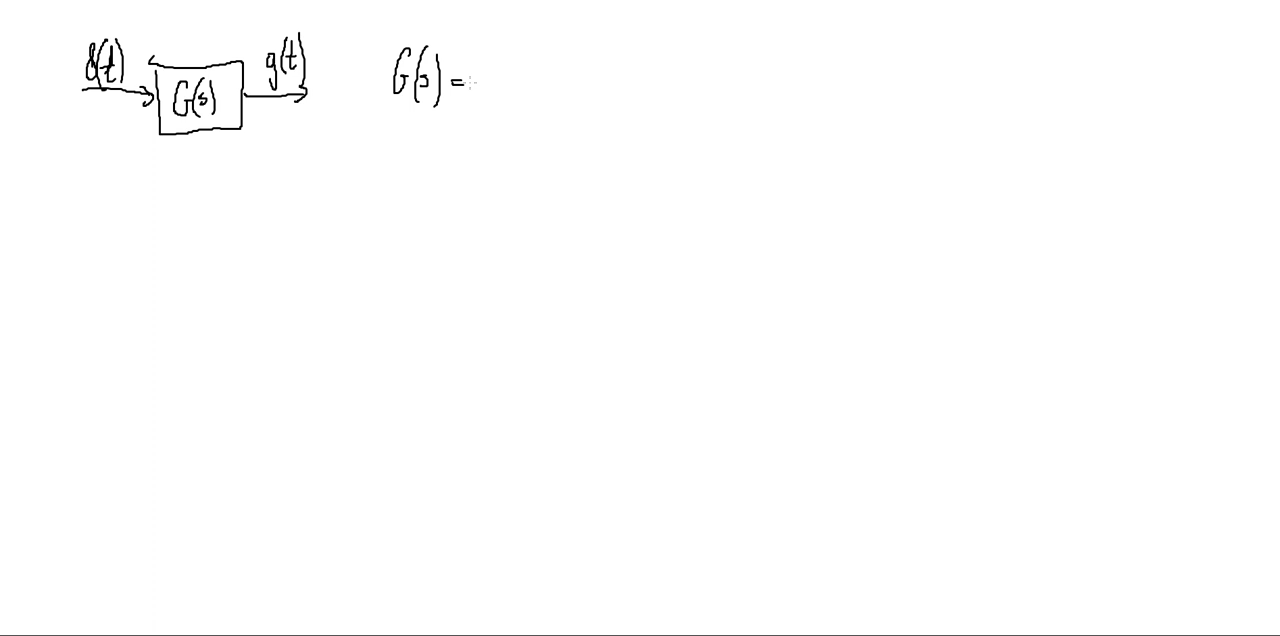 δ(t) G(s) g(t) G(s) =